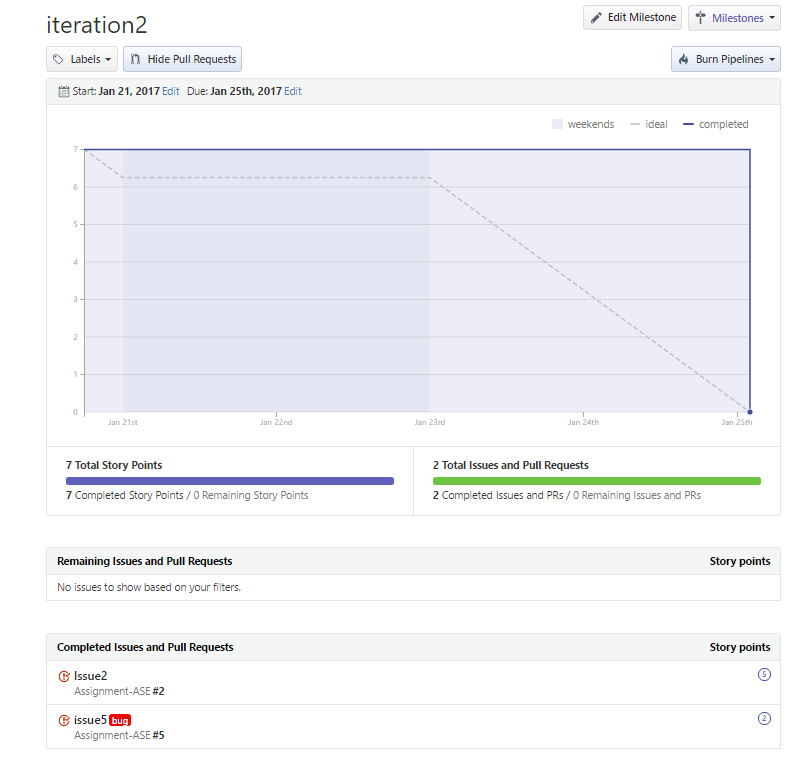 iteration2
Edit Milestone
Milestones
Labels
Hide Pull Requests
Burn Pipelines
Start: Jan 21, 2017 Edit Due: Jan 25th, 2017 Edit
weekends ideal completed
7
6
5
4
3
2
1
0
Jan 21st Jan 22nd Jan 23rd Jan 24th Jan 25th
7 Total Story Points
7 Completed Story Points / 0 Remaining Story Points
2 Total Issues and Pull Requests
2 Completed Issues and PRs / 0 Remaining Issues and PRs
Remaining Issues and Pull Requests Story points
No issues to show based on your filters.
Completed Issues and Pull Requests Story points
Issue2 5
Assignment-ASE #2
issue5 bug 2
Assignment-ASE #5